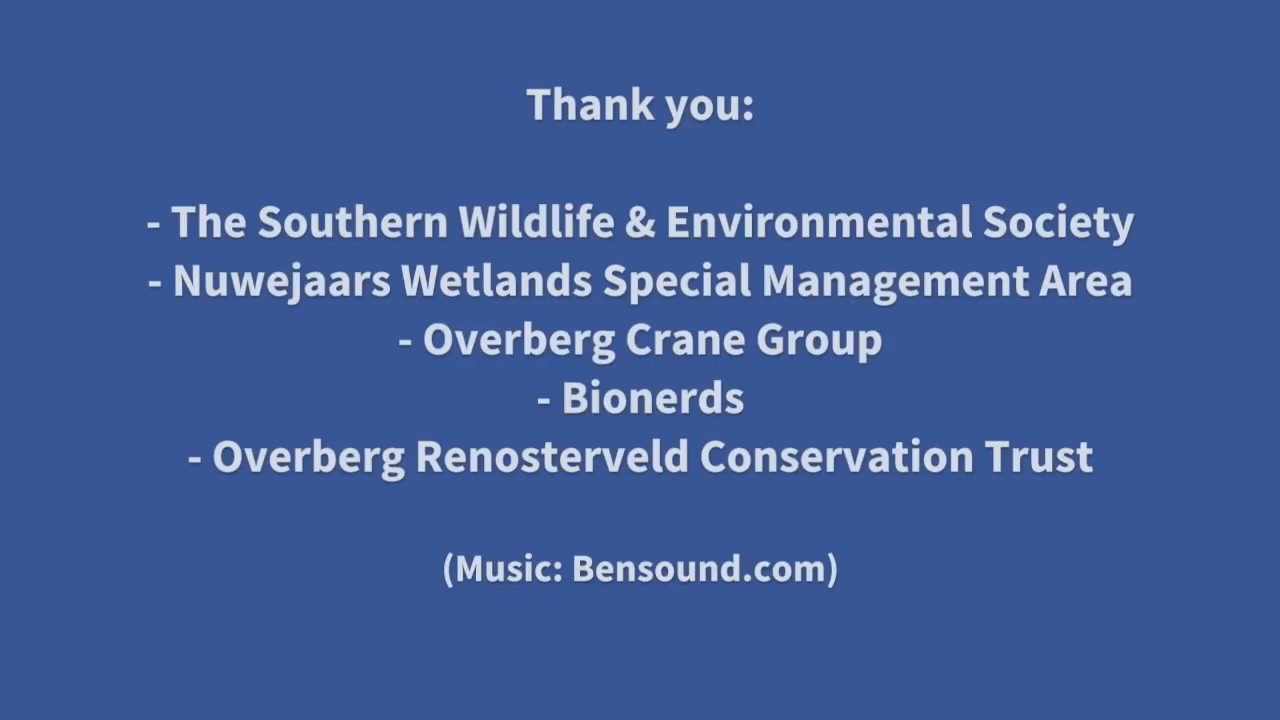 Thank you:
- The Southern Wildlife & Environmental Society
- Nuwejaars Wetlands Special Management Area
- Overberg Crane Group
- Bionerds
- Overberg Renosterveld Conservation Trust
(Music: Bensound.com)